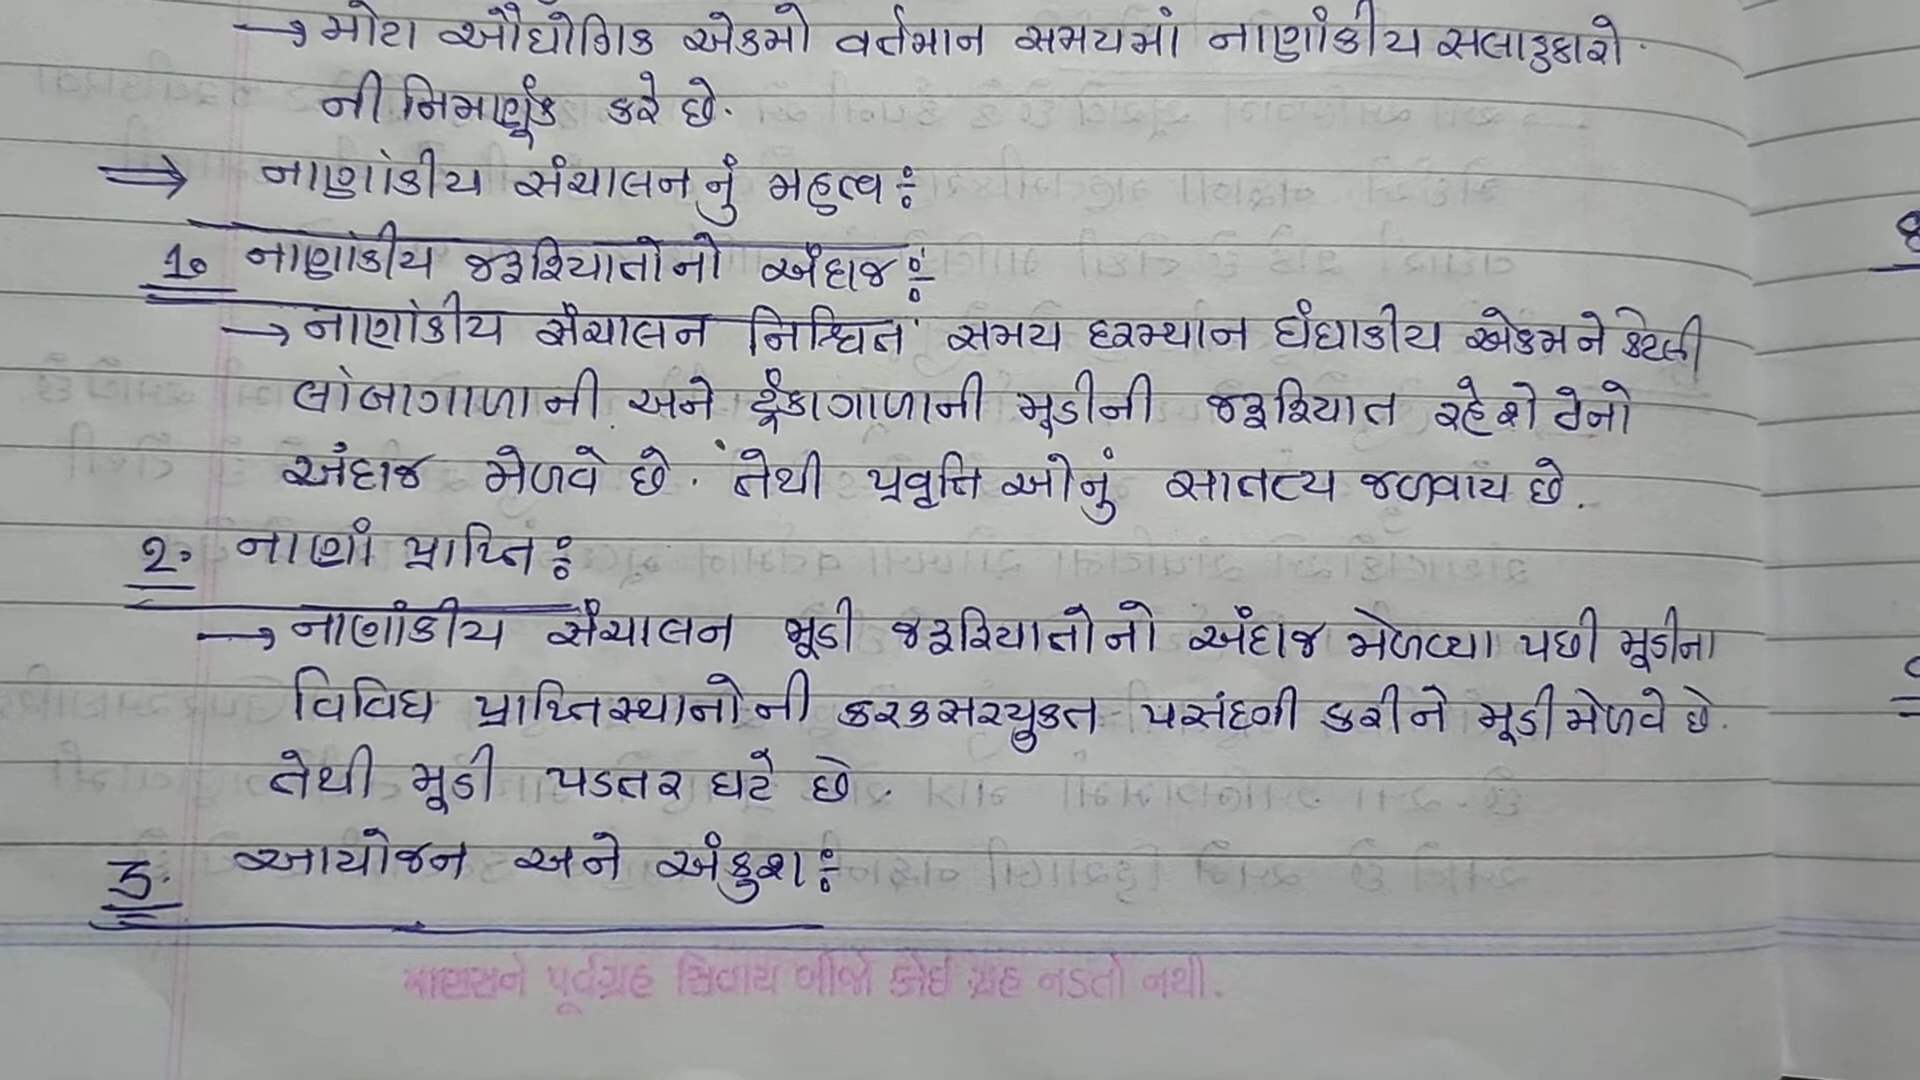 → મોટા ઔદ્યોગિક એકમો વર્તમાન સમયમાં નાણાંકીય સલાહકારો
ની નિમણૂંક કરે છે.
⇒ નાણાંકીય સંચાલનનું મહત્વ :
1. નાણાંકીય જરૂરિયાતોનો અંદાજ :
→ નાણાંકીય સંચાલન નિશ્ચિત સમય દરમ્યાન ધંધાકીય એકમને કેટલી
લાંબાગાળાની અને ટૂંકાગાળાની મૂડીની જરૂરિયાત રહેશે તેનો
અંદાજ મેળવે છે. તેથી પ્રવૃત્તિઓનું સાતત્ય જળવાય છે.
2. નાણાં પ્રાપ્તિ :
→ નાણાંકીય સંચાલન મૂડી જરૂરિયાતોનો અંદાજ મેળવ્યા પછી મૂડીના
વિવિધ પ્રાપ્તિસ્થાનોની કરકસરયુક્ત પસંદગી કરીને મૂડી મેળવે છે.
તેથી મૂડી પડતર ઘટે છે.
3. આયોજન અને અંકુશ :
માણસને પૂર્વગ્રહ સિવાય બીજો કોઈ ગ્રહ નડતો નથી.